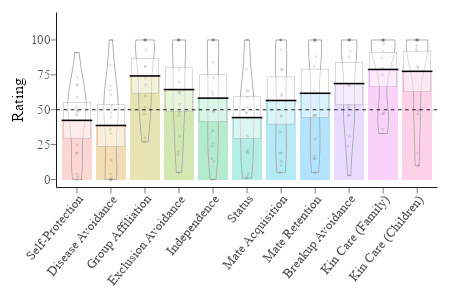 Rating
100
75
50
25
0
Self-Protection
Disease Avoidance
Group Affiliation
Exclusion Avoidance
Independence
Status
Mate Acquisition
Mate Retention
Breakup Avoidance
Kin Care (Family)
Kin Care (Children)